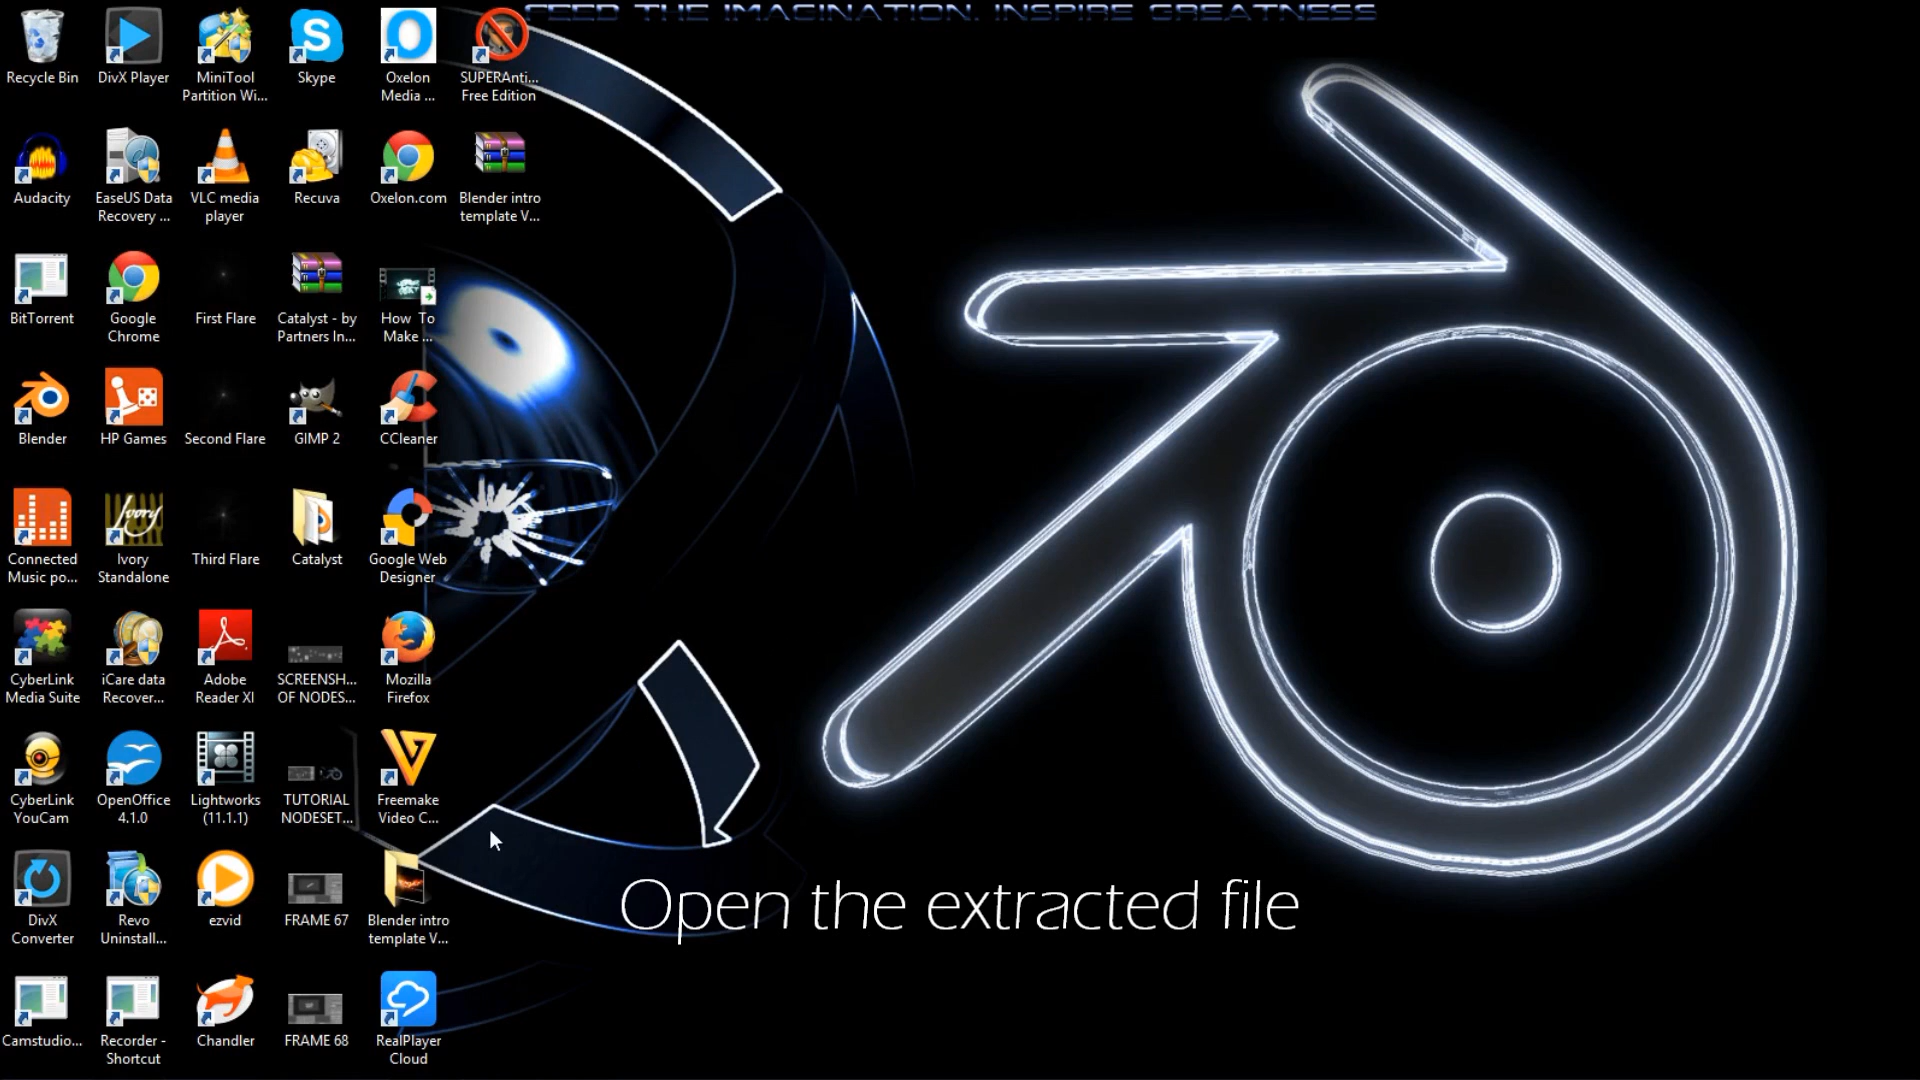 FEED THE IMAGINATION. INSPIRE GREATNESS
Recycle Bin
DivX Player
MiniTool
Partition Wi...
Skype
Oxelon
Media ...
SUPERAnti...
Free Edition
Audacity
EaseUS Data
Recovery ...
VLC media
player
Recuva
Oxelon.com
Blender intro
template V...
BitTorrent
Google
Chrome
First Flare
Catalyst - by
Partners In...
How To
Make ...
Blender
HP Games
Second Flare
GIMP 2
CCleaner
Connected
Music po...
Ivory
Ivory
Standalone
Third Flare
Catalyst
Google Web
Designer
CyberLink
Media Suite
iCare data
Recover...
Adobe
Reader XI
SCREENSH...
OF NODES...
Mozilla
Firefox
CyberLink
YouCam
OpenOffice
4.1.0
Lightworks
(11.1.1)
TUTORIAL
NODESET...
Freemake
Video C...
DivX
Converter
Revo
Uninstall...
ezvid
FRAME 67
Blender intro
template V...
Open the extracted file
Camstudio...
Recorder -
Shortcut
Chandler
FRAME 68
RealPlayer
Cloud